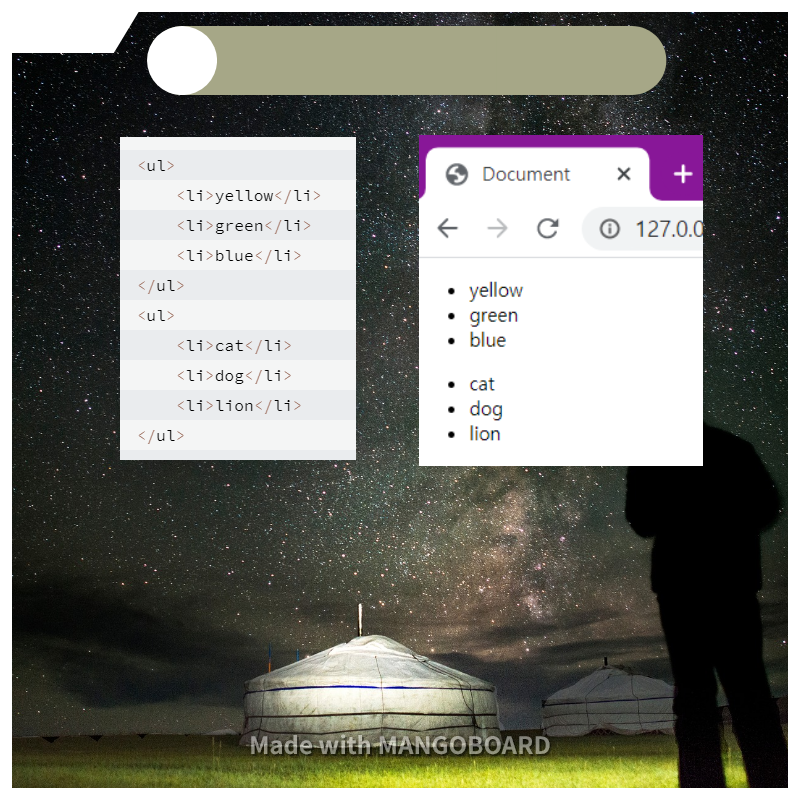 <ul>
<li>yellow</li>
<li>green</li>
<li>blue</li>
</ul>
<ul>
<li>cat</li>
<li>dog</li>
<li>lion</li>
</ul>
Document
127.0.0
• yellow
• green
• blue
• cat
• dog
• lion
Made with MANGOBOARD